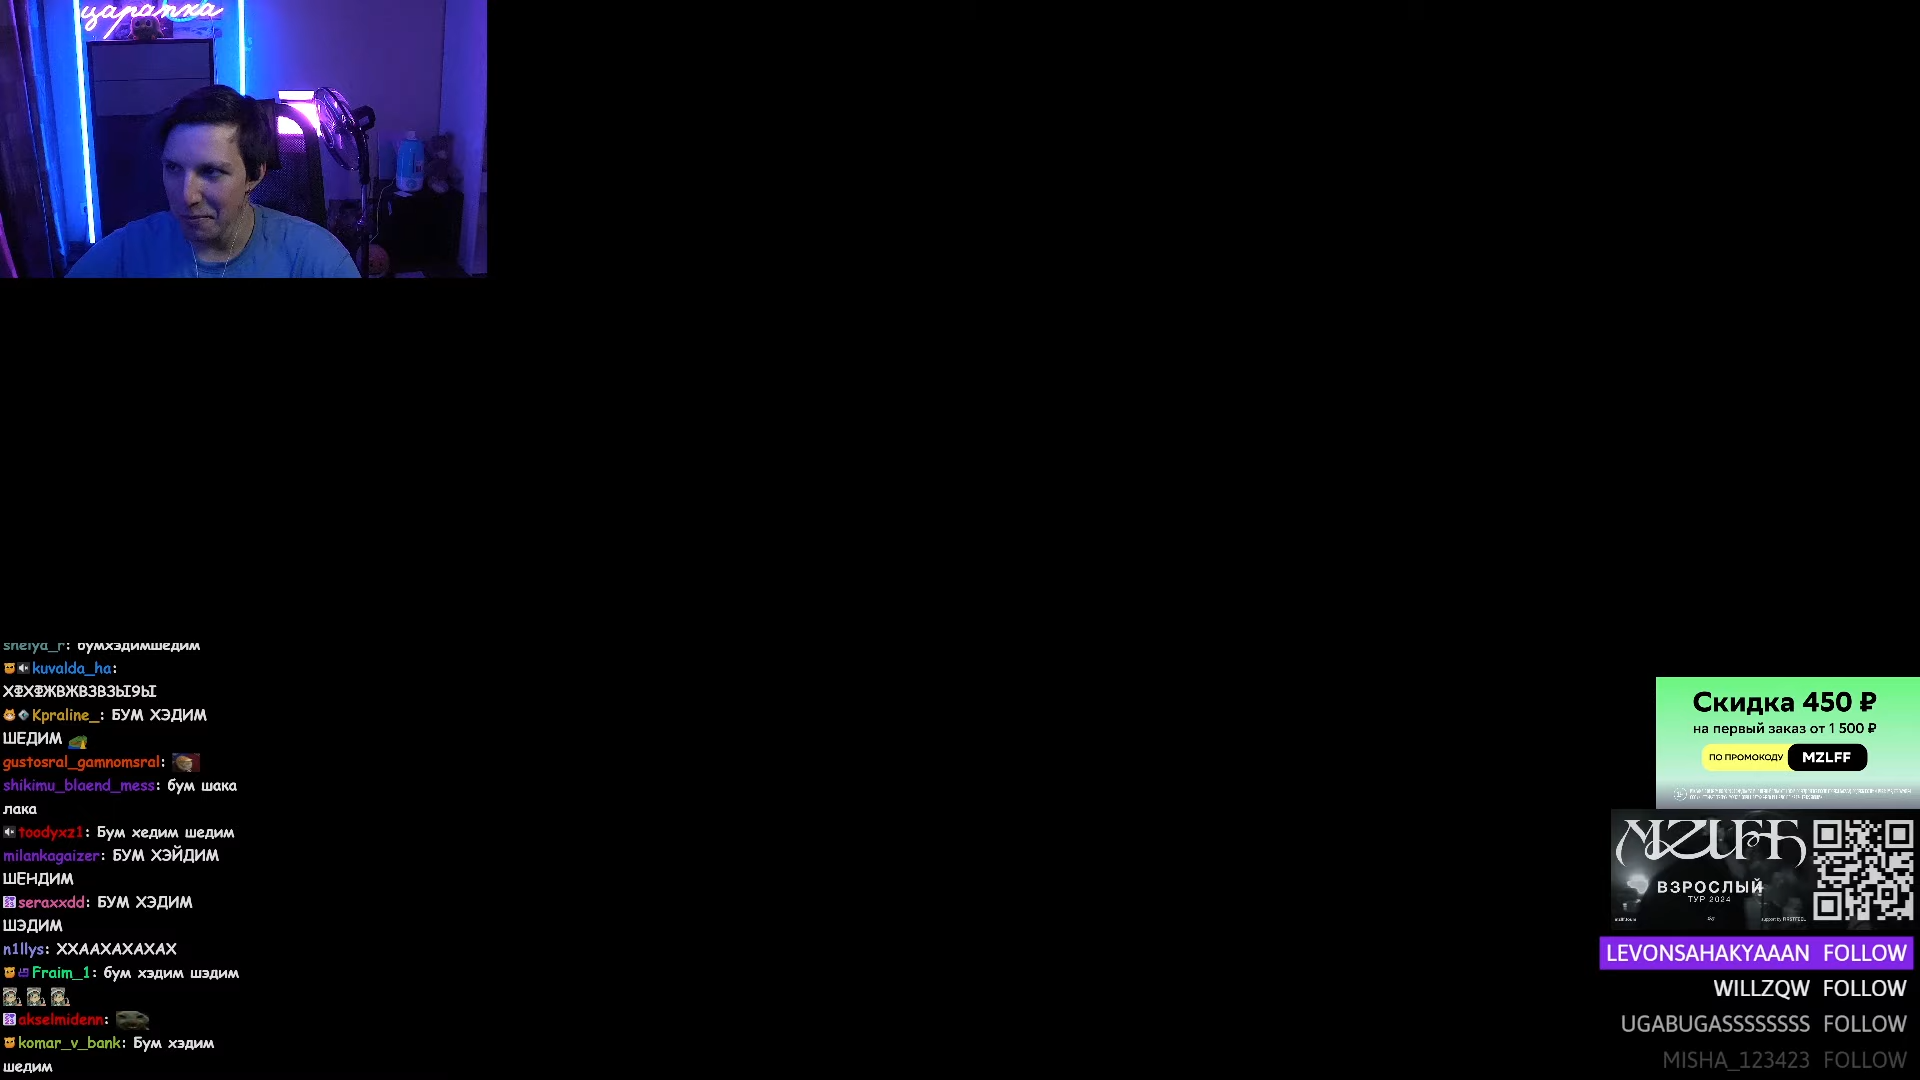 царапка
shelya_r: бумхэдимшедим
kuvalda_ha:
ХФХФЖВЖВЗВЗЫ9Ы
Kpraline_: БУМ ХЭДИМ
ШЕДИМ
gustosral_gamnomsral:
shikimu_blaend_mess: бум шака
лака
toodyxz1: Бум хедим шедим
milankagaizer: БУМ ХЭЙДИМ
ШЕНДИМ
seraxxdd: БУМ ХЭДИМ
ШЭДИМ
n1llys: ХХААХАХАХАХ
Fraim_1: бум хэдим шэдим
akselmidenn:
komar_v_bank: Бум хэдим
шедим
Скидка 450 ₽
на первый заказ от 1 500 ₽
ПО ПРОМОКОДУ MZLFF
MZLFF
ВЗРОСЛЫЙ
ТУР 2024
LEVONSAHAKYAAAN FOLLOW
WILLZQW FOLLOW
UGABUGASSSSSSSS FOLLOW
MISHA_123423 FOLLOW